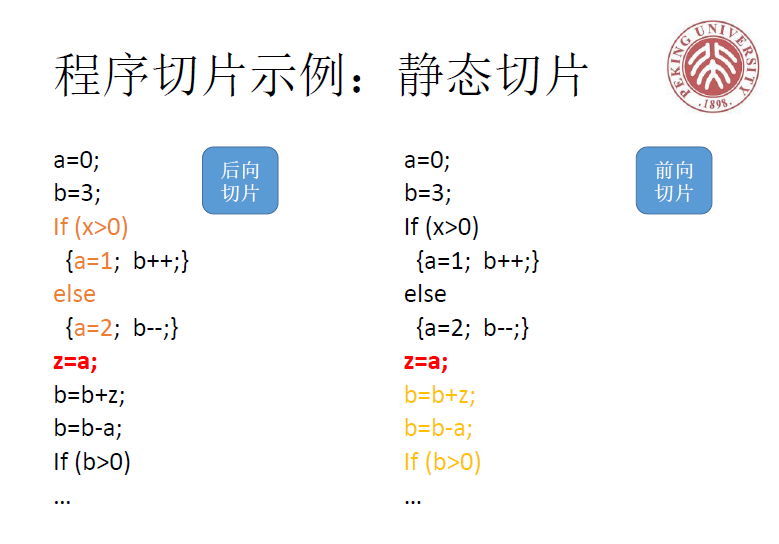 程序切片示例：静态切片
PEKING UNIVERSITY
·1898·
a=0;
b=3;
If (x>0)
{a=1; b++;}
else
{a=2; b--;}
z=a;
b=b+z;
b=b-a;
If (b>0)
…
后向
切片
a=0;
b=3;
If (x>0)
{a=1; b++;}
else
{a=2; b--;}
z=a;
b=b+z;
b=b-a;
If (b>0)
…
前向
切片